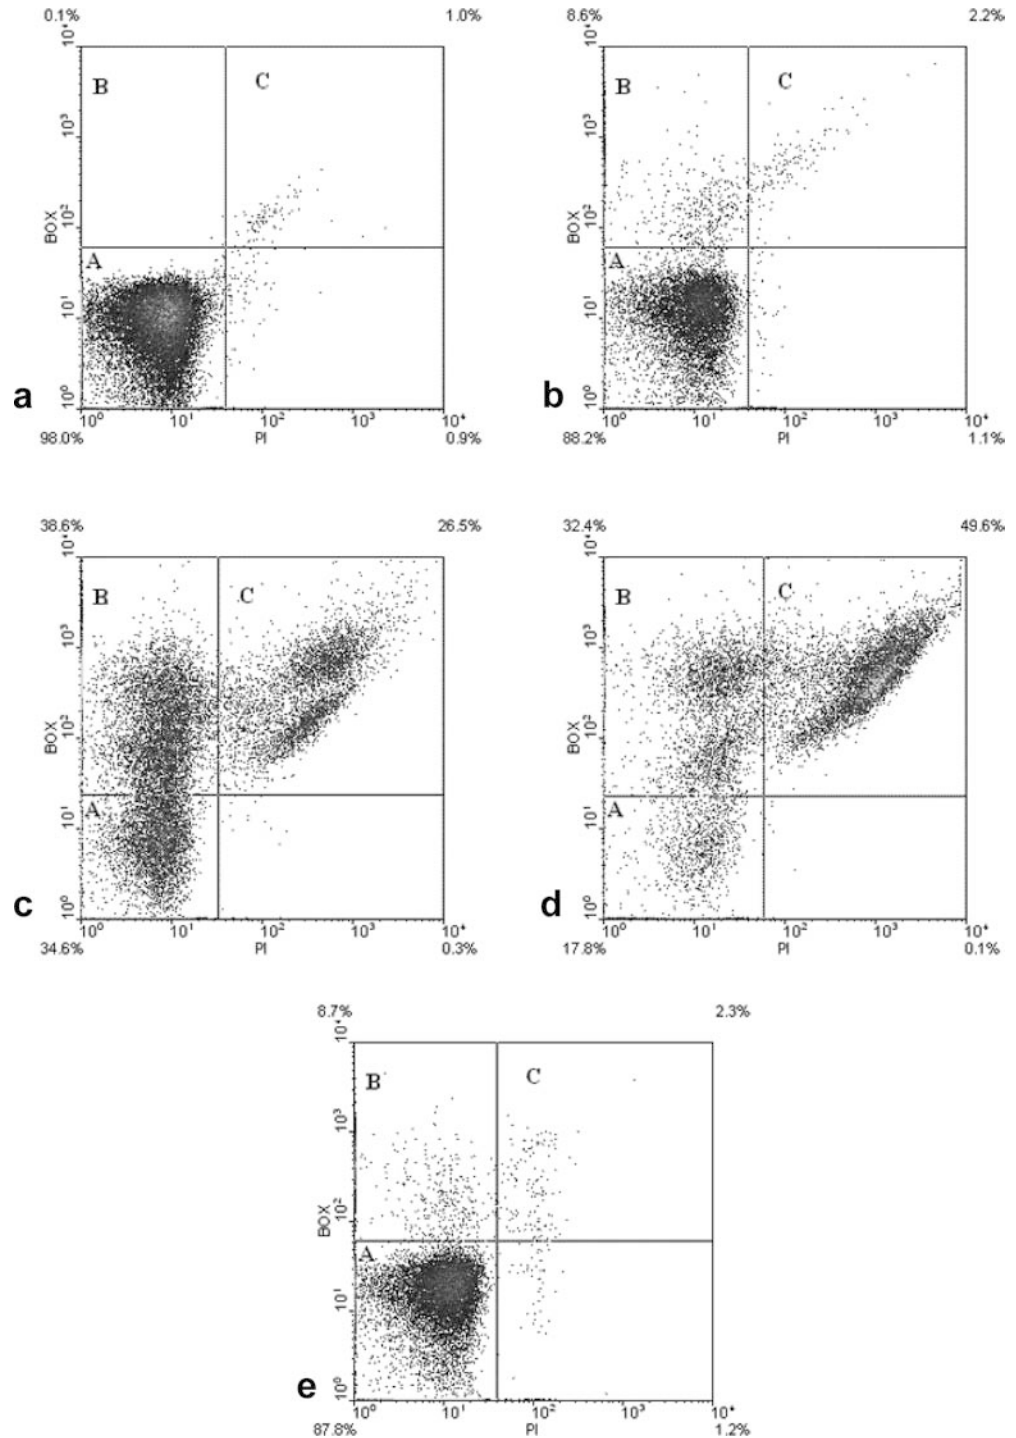 0.1% 1.0%
10⁴
B C
10³
BOX 10²
A
10¹
a 10⁰
10⁰ 10¹ 10² 10³ 10⁴
98.0% PI 0.9%
8.6% 2.2%
10⁴
B C
10³
BOX 10²
A
10¹
b 10⁰
10⁰ 10¹ 10² 10³ 10⁴
88.2% PI 1.1%
38.6% 26.5%
10⁴
B C
10³
BOX 10²
A
10¹
c 10⁰
10⁰ 10¹ 10² 10³ 10⁴
34.6% PI 0.3%
32.4% 49.6%
10⁴
B C
10³
BOX 10²
A
10¹
d 10⁰
10⁰ 10¹ 10² 10³ 10⁴
17.8% PI 0.1%
8.7% 2.3%
10⁴
B C
10³
BOX 10²
A
10¹
e 10⁰
10⁰ 10¹ 10² 10³ 10⁴
87.8% PI 1.2%